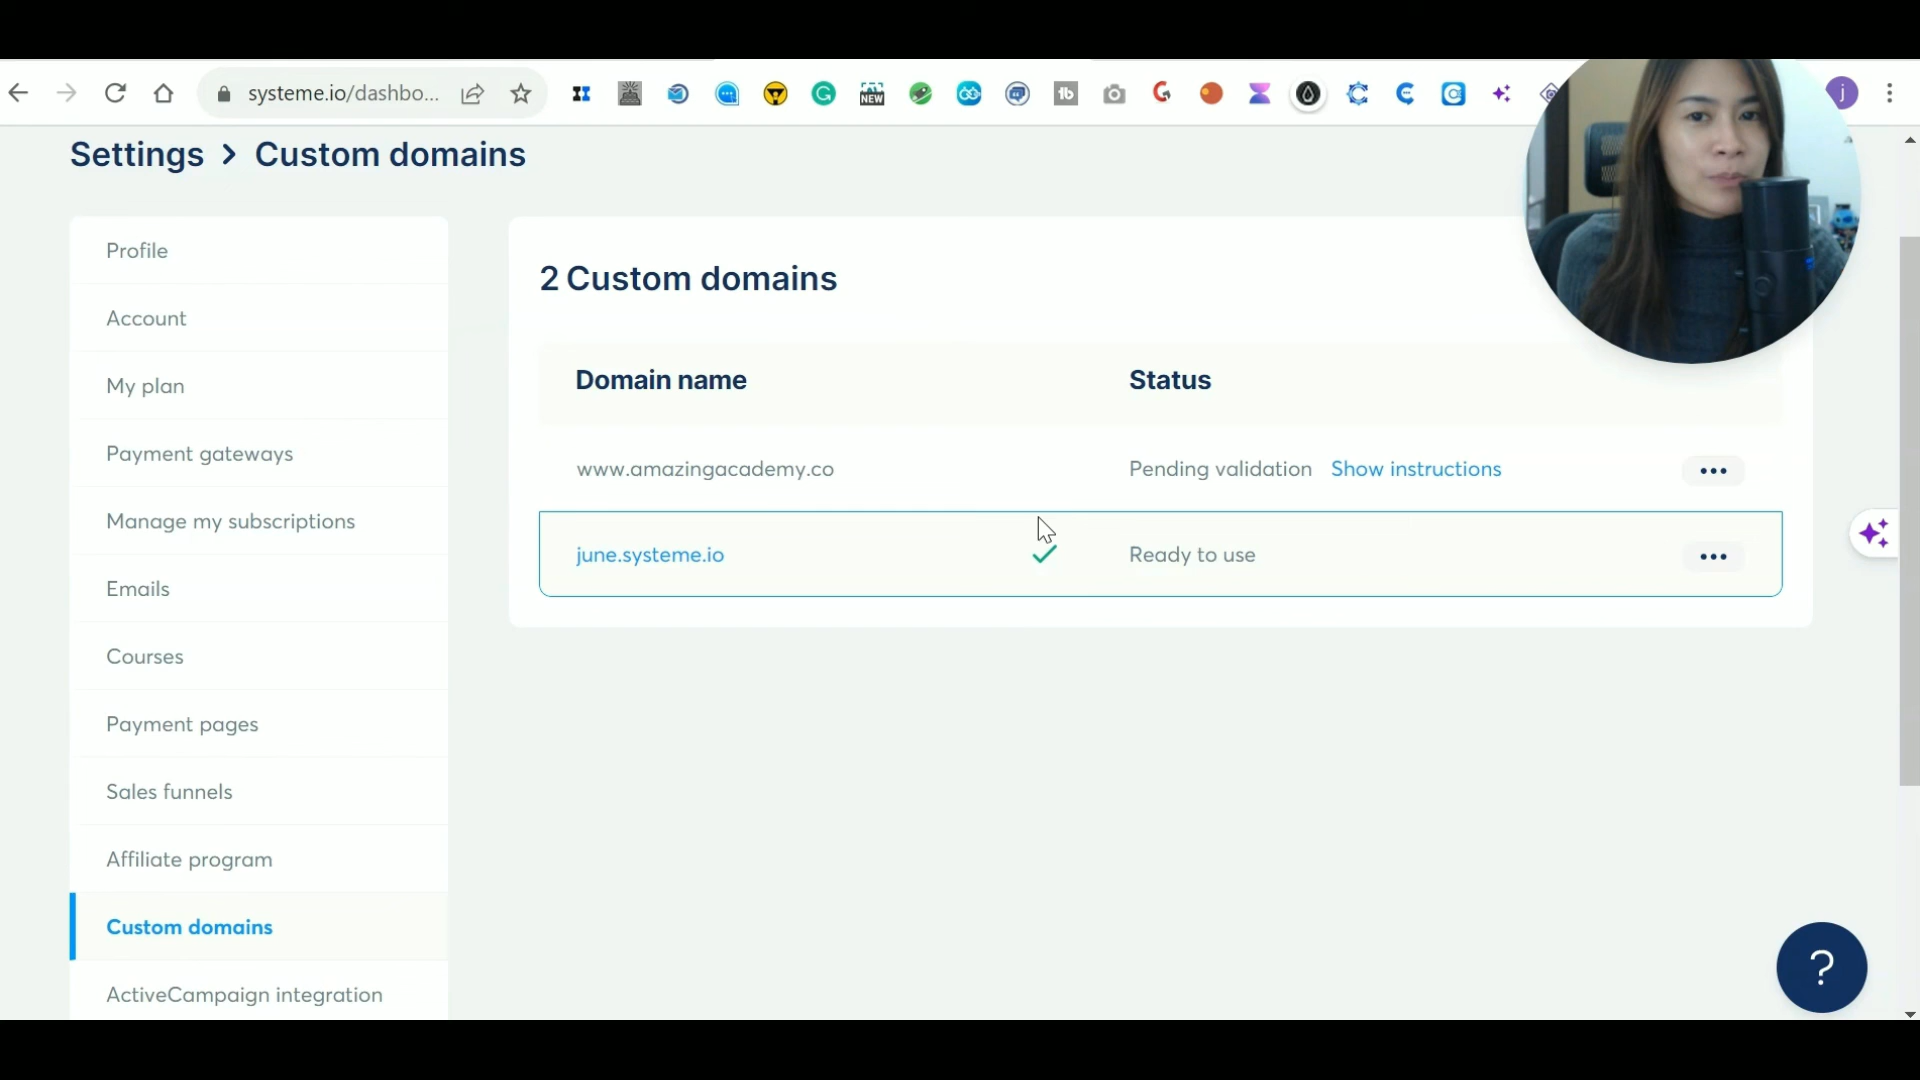 systeme.io/dashbo...
NEW
tb
j
Settings > Custom domains
Profile
Account
My plan
Payment gateways
Manage my subscriptions
Emails
Courses
Payment pages
Sales funnels
Affiliate program
Custom domains
ActiveCampaign integration
2 Custom domains
Domain name Status
www.amazingacademy.co Pending validation Show instructions
june.systeme.io Ready to use
?